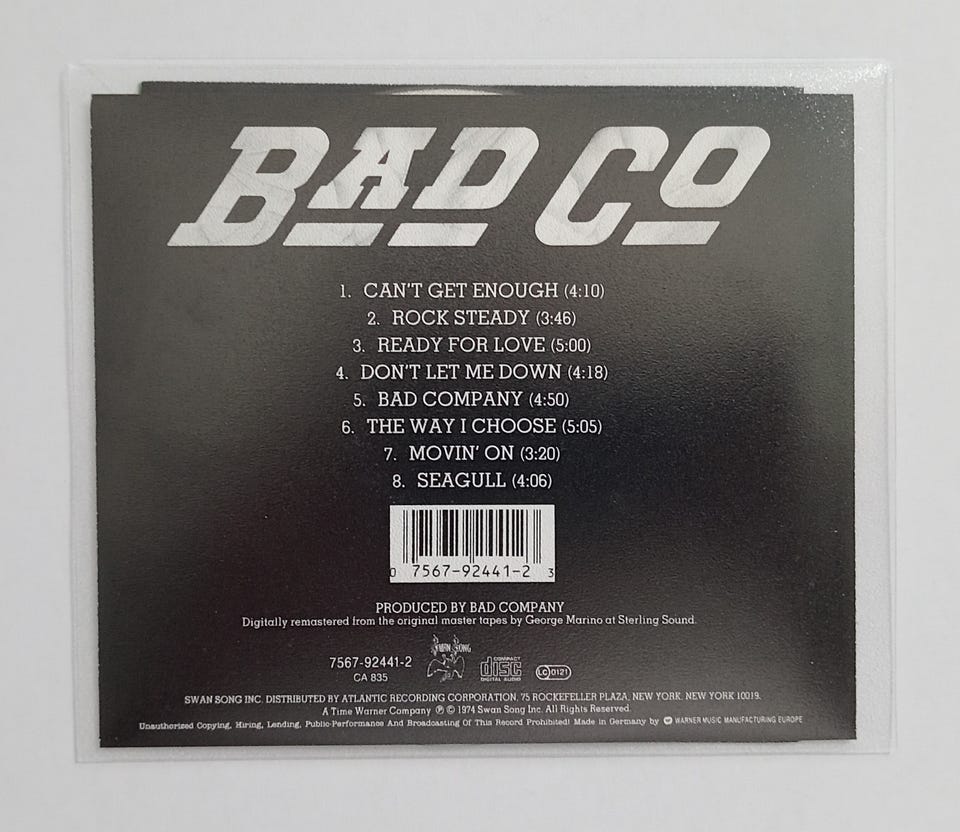 BAD CO
1. CAN'T GET ENOUGH (4:10)
2. ROCK STEADY (3:46)
3. READY FOR LOVE (5:00)
4. DON'T LET ME DOWN (4:18)
5. BAD COMPANY (4:50)
6. THE WAY I CHOOSE (5:05)
7. MOVIN' ON (3:20)
8. SEAGULL (4:06)
0 7567-92441-2 3
PRODUCED BY BAD COMPANY
Digitally remastered from the original master tapes by George Marino at Sterling Sound.
7567-92441-2
CA 835
SWAN SONG
COMPACT
disc
DIGITAL AUDIO
LC 0121
SWAN SONG INC. DISTRIBUTED BY ATLANTIC RECORDING CORPORATION, 75 ROCKEFELLER PLAZA, NEW YORK, NEW YORK 10019.
A Time Warner Company ℗ © 1974 Swan Song Inc. All Rights Reserved.
Unauthorized Copying, Hiring, Lending, Public-Performance And Broadcasting Of This Record Prohibited! Made in Germany by WARNER MUSIC MANUFACTURING EUROPE